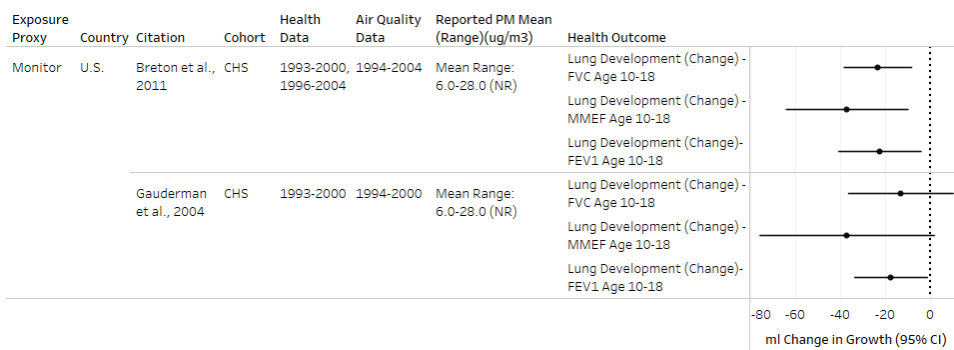 Exposure Proxy Country Citation Cohort Health Data Air Quality Data Reported PM Mean (Range)(ug/m3) Health Outcome
Monitor U.S. Breton et al., 2011 CHS 1993-2000, 1996-2004 1994-2004 Mean Range: 6.0-28.0 (NR)
Lung Development (Change) -
FVC Age 10-18
Lung Development (Change) -
MMEF Age 10-18
Lung Development (Change)-
FEV1 Age 10-18
Gauderman et al., 2004 CHS 1993-2000 1994-2000 Mean Range: 6.0-28.0 (NR)
Lung Development (Change) -
FVC Age 10-18
Lung Development (Change) -
MMEF Age 10-18
Lung Development (Change)-
FEV1 Age 10-18
-80 -60 -40 -20 0
ml Change in Growth (95% CI)